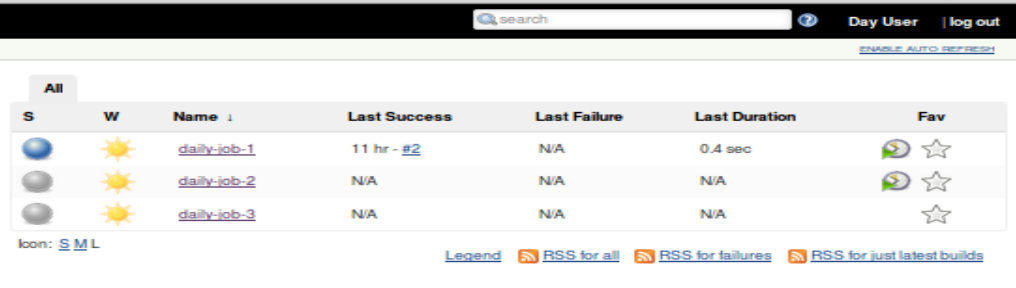 search Day User | log out
ENABLE AUTO REFRESH
All
S W Name ↓ Last Success Last Failure Last Duration Fav
daily-job-1 11 hr - #2 N/A 0.4 sec
daily-job-2 N/A N/A N/A
daily-job-3 N/A N/A N/A
Icon: S M L
Legend RSS for all RSS for failures RSS for just latest builds